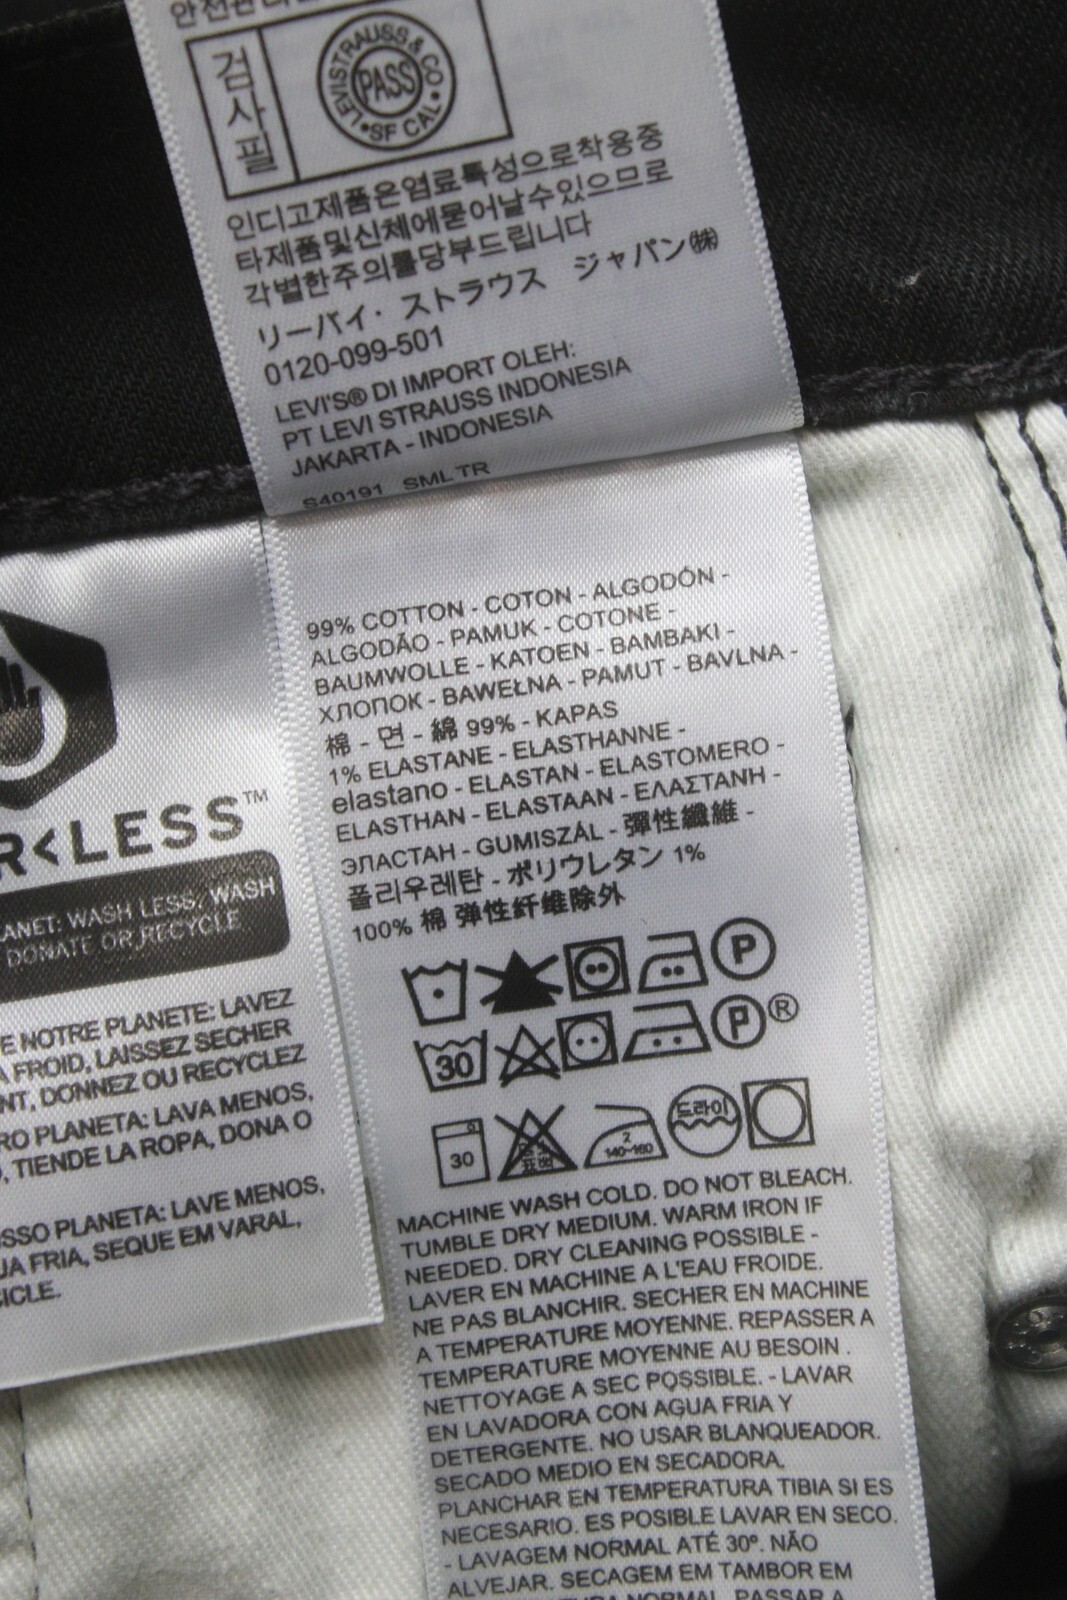 검
사
필
LEVI STRAUSS & CO
PASS
• SF CAL •
인디고제품은염료특성으로착용중
타제품및신체에묻어날수있으므로
각별한주의를당부드립니다
リーバイ・ストラウス ジャパン㈱
0120-099-501
LEVI'S® DI IMPORT OLEH:
PT LEVI STRAUSS INDONESIA
JAKARTA - INDONESIA
S40191 SML TR
99% COTTON - COTON - ALGODÓN -
ALGODÃO - PAMUK - COTONE -
BAUMWOLLE - KATOEN - BAMBAKI -
ХЛОПОК - BAWEŁNA - PAMUT - BAVLNA -
棉 - 면 - 綿 99% - KAPAS
1% ELASTANE - ELASTHANNE -
elastano - ELASTAN - ELASTOMERO -
ELASTHAN - ELASTAAN - ΕΛΑΣΤΑΝΗ -
ЭЛАСТАН - GUMISZÁL - 彈性纖維 -
폴리우레탄 - ポリウレタン 1%
100% 棉 弹性纤维除外
P
30
P®
30
2
140~160
드라이
MACHINE WASH COLD. DO NOT BLEACH.
TUMBLE DRY MEDIUM. WARM IRON IF
NEEDED. DRY CLEANING POSSIBLE -
LAVER EN MACHINE A L'EAU FROIDE.
NE PAS BLANCHIR. SECHER EN MACHINE
A TEMPERATURE MOYENNE. REPASSER A
TEMPERATURE MOYENNE AU BESOIN .
NETTOYAGE A SEC POSSIBLE. - LAVAR
EN LAVADORA CON AGUA FRIA Y
DETERGENTE. NO USAR BLANQUEADOR.
SECADO MEDIO EN SECADORA.
PLANCHAR EN TEMPERATURA TIBIA SI ES
NECESARIO. ES POSIBLE LAVAR EN SECO.
- LAVAGEM NORMAL ATÉ 30º. NÃO
ALVEJAR. SECAGEM EM TAMBOR EM
NORMAL. PASSAR A
R<LESS™
ANET: WASH LESS, WASH
DONATE OR RECYCLE
E NOTRE PLANETE: LAVEZ
A FROID, LAISSEZ SECHER
NT, DONNEZ OU RECYCLEZ
RO PLANETA: LAVA MENOS,
, TIENDE LA ROPA, DONA O
SSO PLANETA: LAVE MENOS,
UA FRIA, SEQUE EM VARAL,
ICLE.